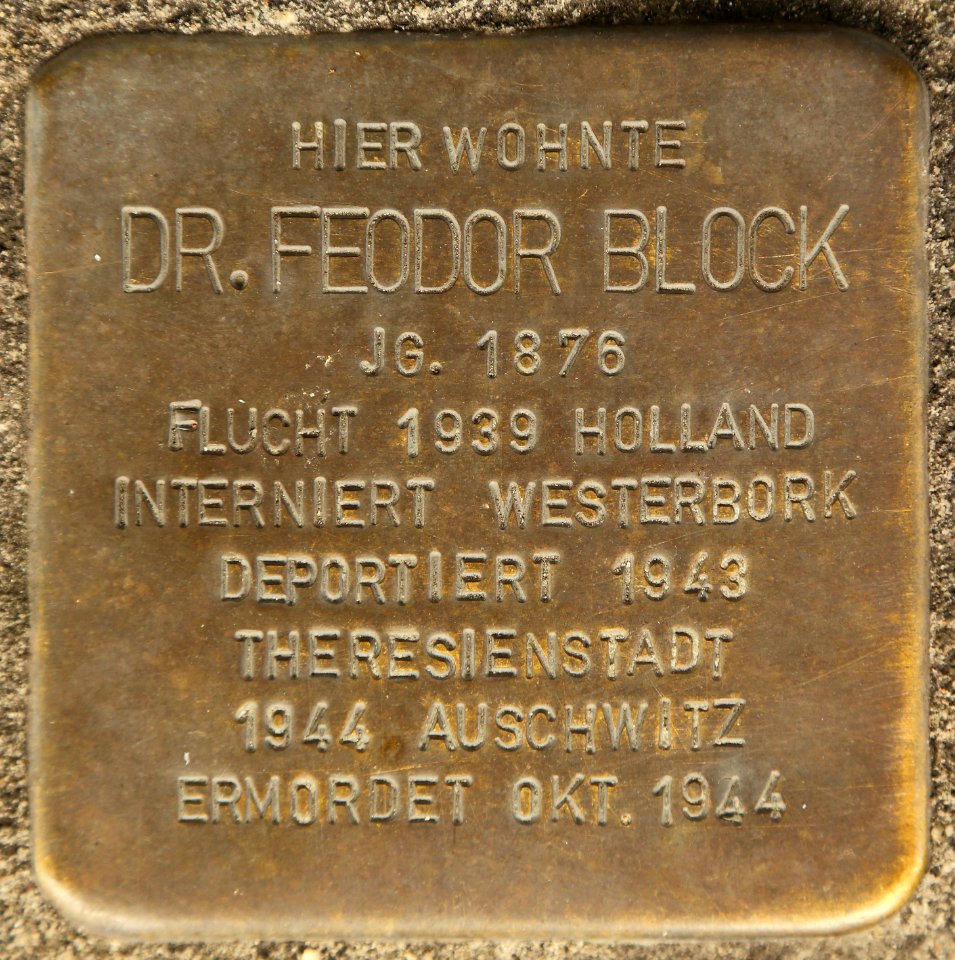 HIER WOHNTE
DR. FEODOR BLOCK
JG. 1876
FLUCHT 1939 HOLLAND
INTERNIERT WESTERBORK
DEPORTIERT 1943
THERESIENSTADT
1944 AUSCHWITZ
ERMORDET OKT. 1944